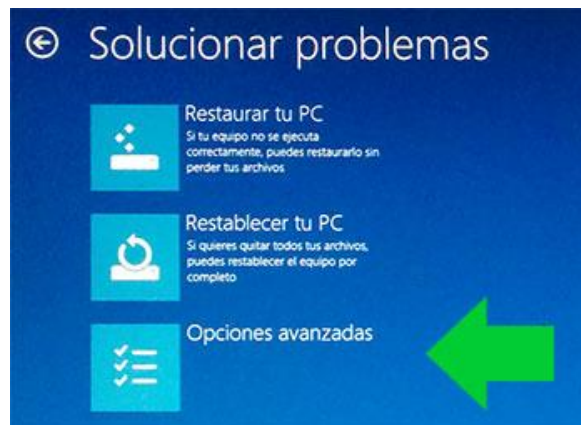 Solucionar problemas
Restaurar tu PC
Si tu equipo no se ejecuta
correctamente, puedes restaurarlo sin
perder tus archivos
Restablecer tu PC
Si quieres quitar todos tus archivos,
puedes restablecer el equipo por
completo
Opciones avanzadas